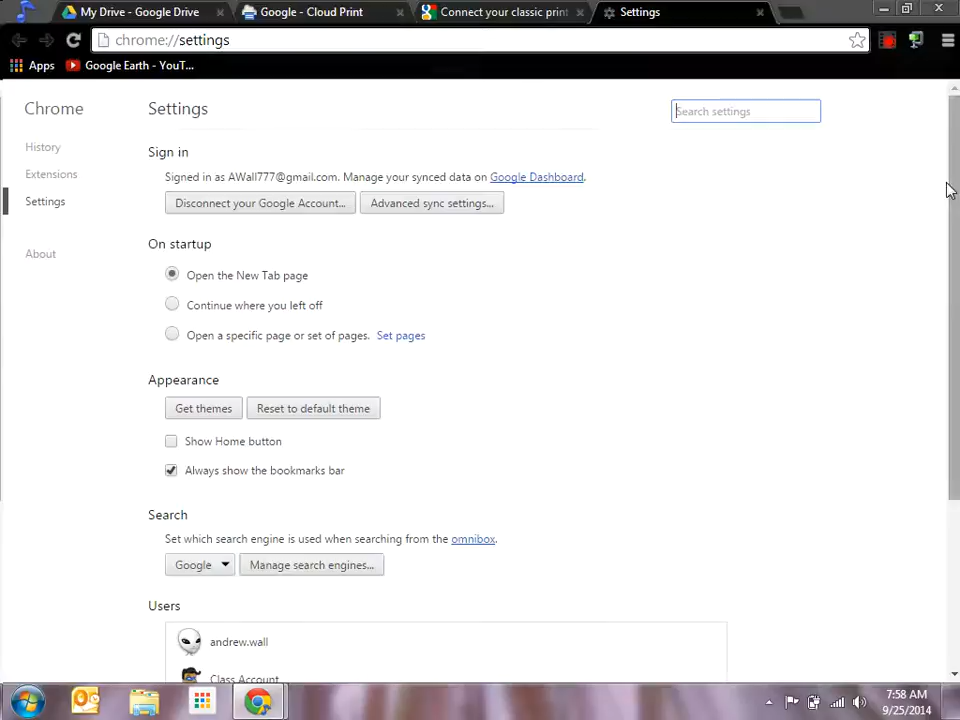 My Drive - Google Drive
Google - Cloud Print
Connect your classic print
Settings
chrome://settings
Apps
Google Earth - YouT...
Chrome
Settings
Search settings
History
Extensions
Settings
About
Sign in
Signed in as AWall777@gmail.com. Manage your synced data on Google Dashboard.
Disconnect your Google Account...
Advanced sync settings...
On startup
Open the New Tab page
Continue where you left off
Open a specific page or set of pages. Set pages
Appearance
Get themes
Reset to default theme
Show Home button
Always show the bookmarks bar
Search
Set which search engine is used when searching from the omnibox.
Google
Manage search engines...
Users
andrew.wall
Class Account
7:58 AM
9/25/2014